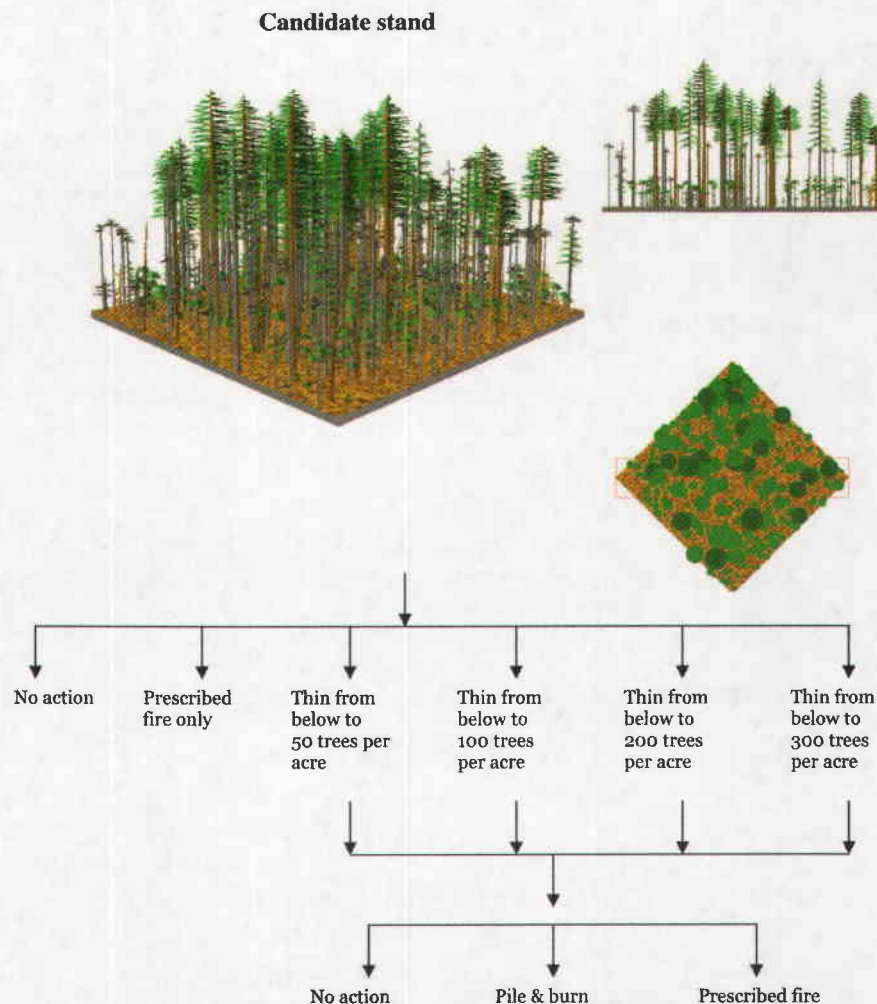 Candidate stand
No action
Prescribed
fire only
Thin from
below to
50 trees per
acre
Thin from
below to
100 trees
per acre
Thin from
below to
200 trees
per acre
Thin from
below to
300 trees
per acre
No action
Pile & burn
Prescribed fire